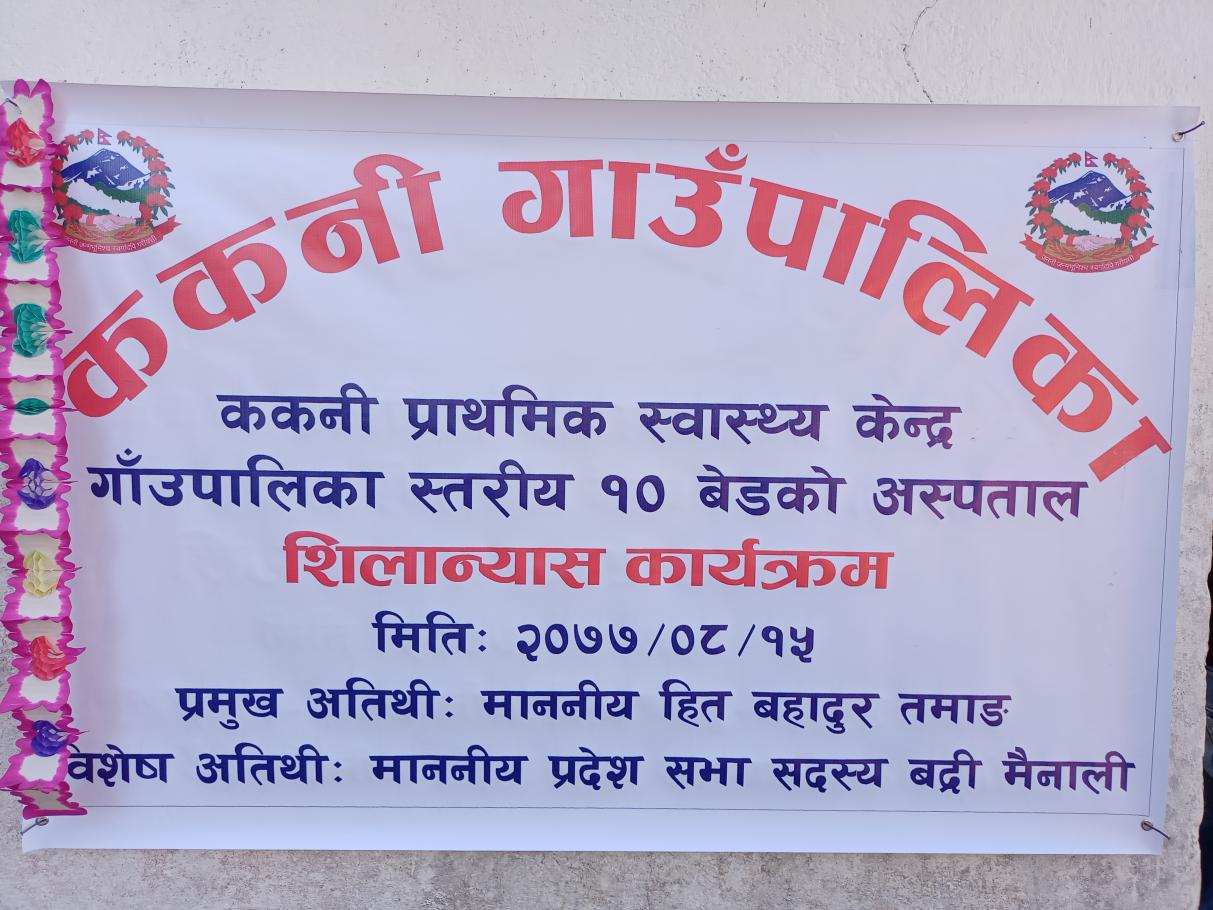 ककनी गाउँपालिका
ककनी प्राथमिक स्वास्थ्य केन्द्र
गाँउपालिका स्तरीय १० बेडको अस्पताल
शिलान्यास कार्यक्रम
मितिः २०७७/०८/१५
प्रमुख अतिथीः माननीय हित बहादुर तमाङ
विशेष अतिथीः माननीय प्रदेश सभा सदस्य बद्री मैनाली